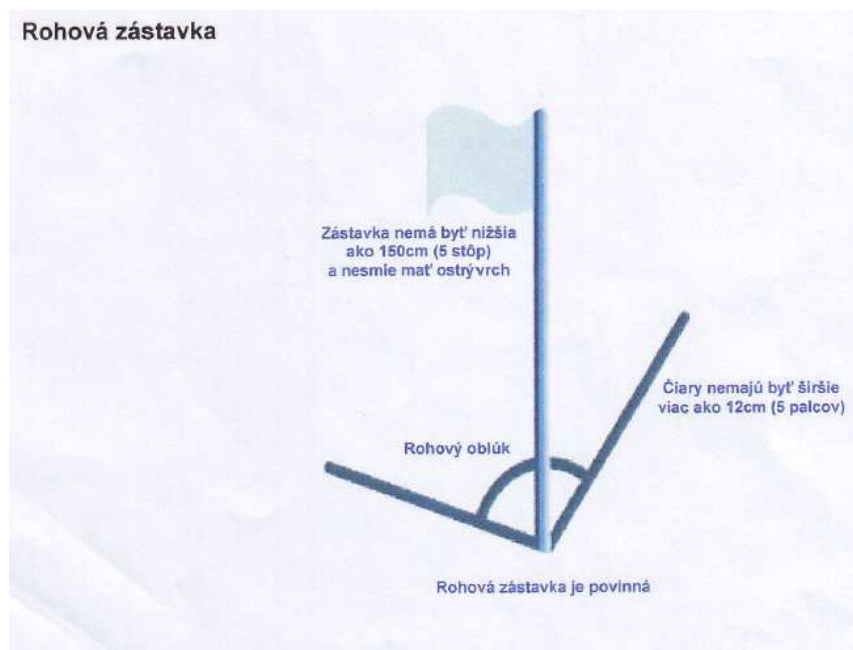 Rohová zástavka
Zástavka nemá byť nižšia
ako 150cm (5 stôp)
a nesmie mať ostrývrch
Čiary nemajú byť širšie
viac ako 12cm (5 palcov)
Rohový oblúk
Rohová zástavka je povinná